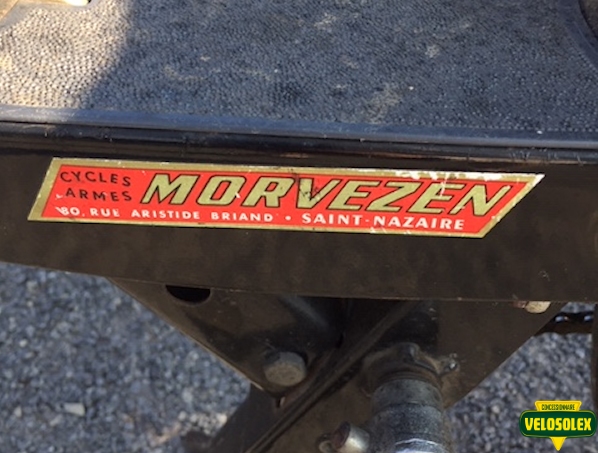 CYCLES
ARMES
MORVEZEN
80, RUE ARISTIDE BRIAND · SAINT-NAZAIRE
CONCESSIONNAIRE
VELOSOLEX